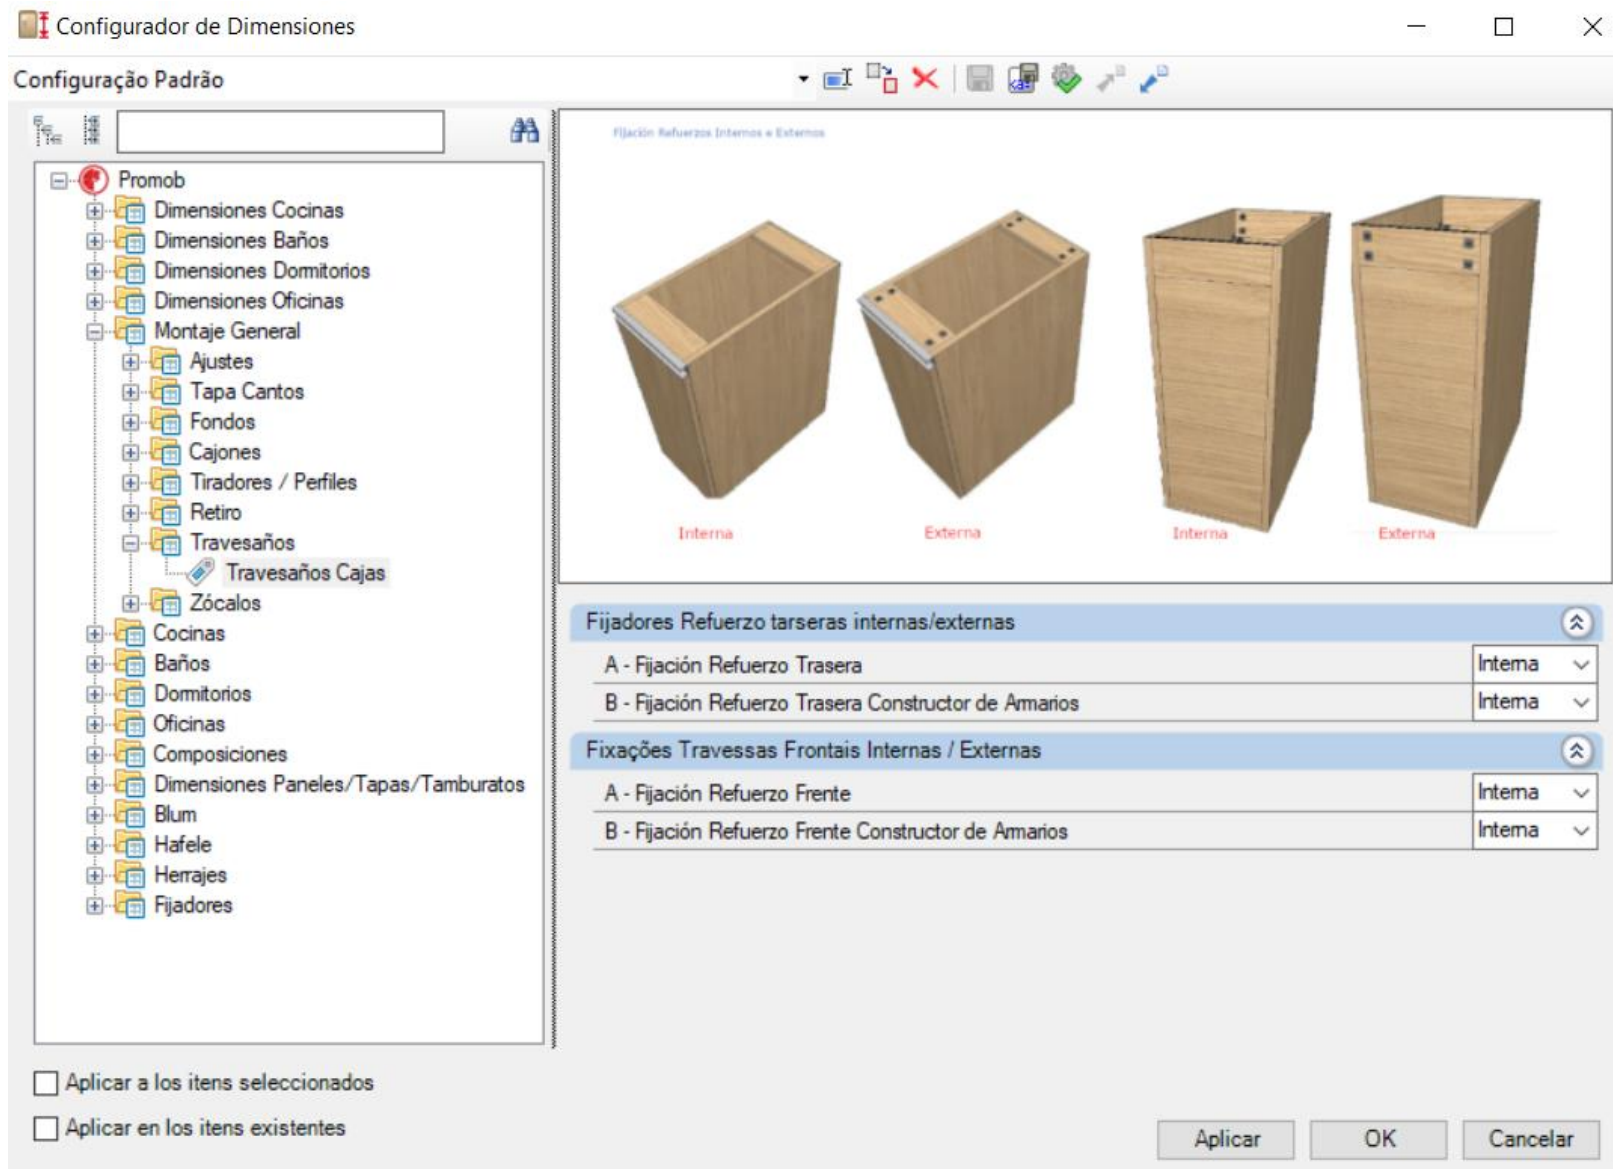 Configurador de Dimensiones
Configuração Padrão
Promob
Dimensiones Cocinas
Dimensiones Baños
Dimensiones Dormitorios
Dimensiones Oficinas
Montaje General
Ajustes
Tapa Cantos
Fondos
Cajones
Tiradores / Perfiles
Retiro
Travesaños
Travesaños Cajas
Zócalos
Cocinas
Baños
Dormitorios
Oficinas
Composiciones
Dimensiones Paneles/Tapas/Tamburatos
Blum
Hafele
Herrajes
Fijadores
Fijación Refuerzos Internos e Externos
Interna Externa Interna Externa
Fijadores Refuerzo tarseras internas/externas
A - Fijación Refuerzo Trasera Interna
B - Fijación Refuerzo Trasera Constructor de Armarios Interna
Fixações Travessas Frontais Internas / Externas
A - Fijación Refuerzo Frente Interna
B - Fijación Refuerzo Frente Constructor de Armarios Interna
Aplicar a los itens seleccionados
Aplicar en los itens existentes
Aplicar OK Cancelar